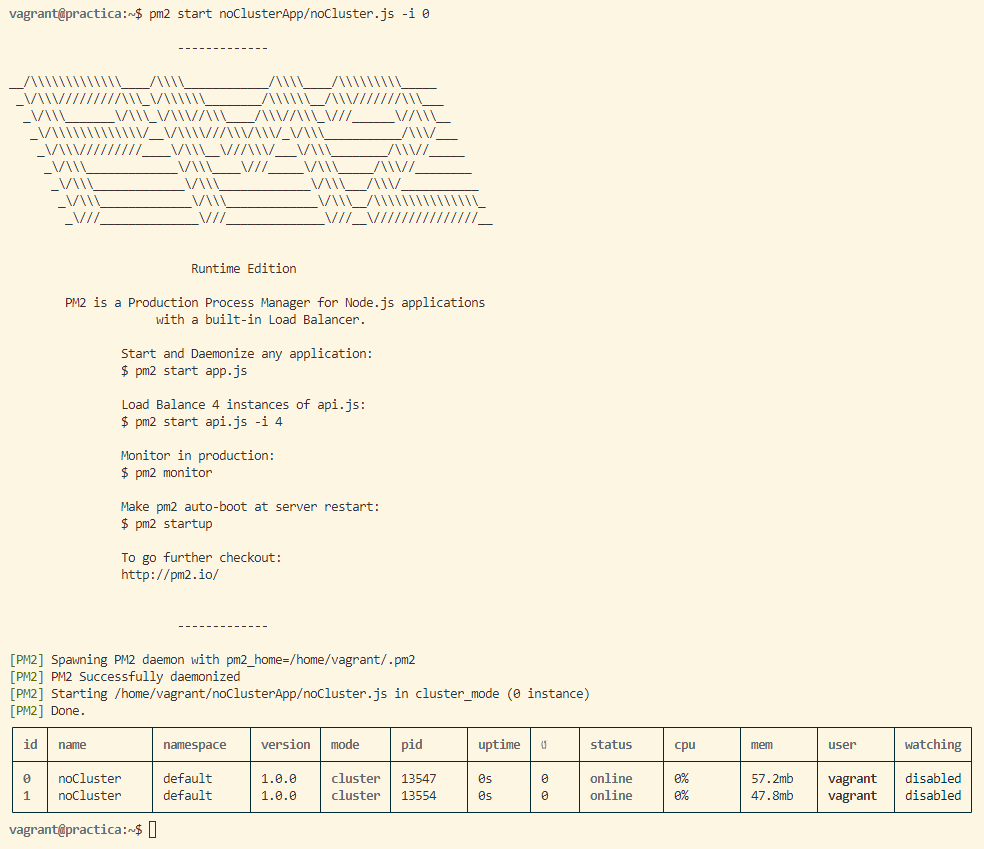 vagrant@practica:~$ pm2 start noClusterApp/noCluster.js -i 0
-------------
__/\\\\\\\\\\\\\____/\\\\____________/\\\\____/\\\\\\\\\_____
_\/\\\/////////\\\_\/\\\\\\________/\\\\\\__/\\\///////\\\___
_\/\\\_______\/\\\_\/\\\//\\\____/\\\//\\\_\///______\//\\\__
_\/\\\\\\\\\\\\\/__\/\\\\///\\\/\\\/_\/\\\___________/\\\/___
_\/\\\/////////____\/\\\__\///\\\/___\/\\\________/\\\//_____
_\/\\\_____________\/\\\____\///_____\/\\\_____/\\\//________
_\/\\\_____________\/\\\_____________\/\\\___/\\\/___________
_\/\\\_____________\/\\\_____________\/\\\__/\\\\\\\\\\\\\\\_
_\///______________\///______________\///__\///////////////__
Runtime Edition
PM2 is a Production Process Manager for Node.js applications
with a built-in Load Balancer.
Start and Daemonize any application:
$ pm2 start app.js
Load Balance 4 instances of api.js:
$ pm2 start api.js -i 4
Monitor in production:
$ pm2 monitor
Make pm2 auto-boot at server restart:
$ pm2 startup
To go further checkout:
http://pm2.io/
-------------
[PM2] Spawning PM2 daemon with pm2_home=/home/vagrant/.pm2
[PM2] PM2 Successfully daemonized
[PM2] Starting /home/vagrant/noClusterApp/noCluster.js in cluster_mode (0 instance)
[PM2] Done.
id name namespace version mode pid uptime ↺ status cpu mem user watching
0 noCluster default 1.0.0 cluster 13547 0s 0 online 0% 57.2mb vagrant disabled
1 noCluster default 1.0.0 cluster 13554 0s 0 online 0% 47.8mb vagrant disabled
vagrant@practica:~$